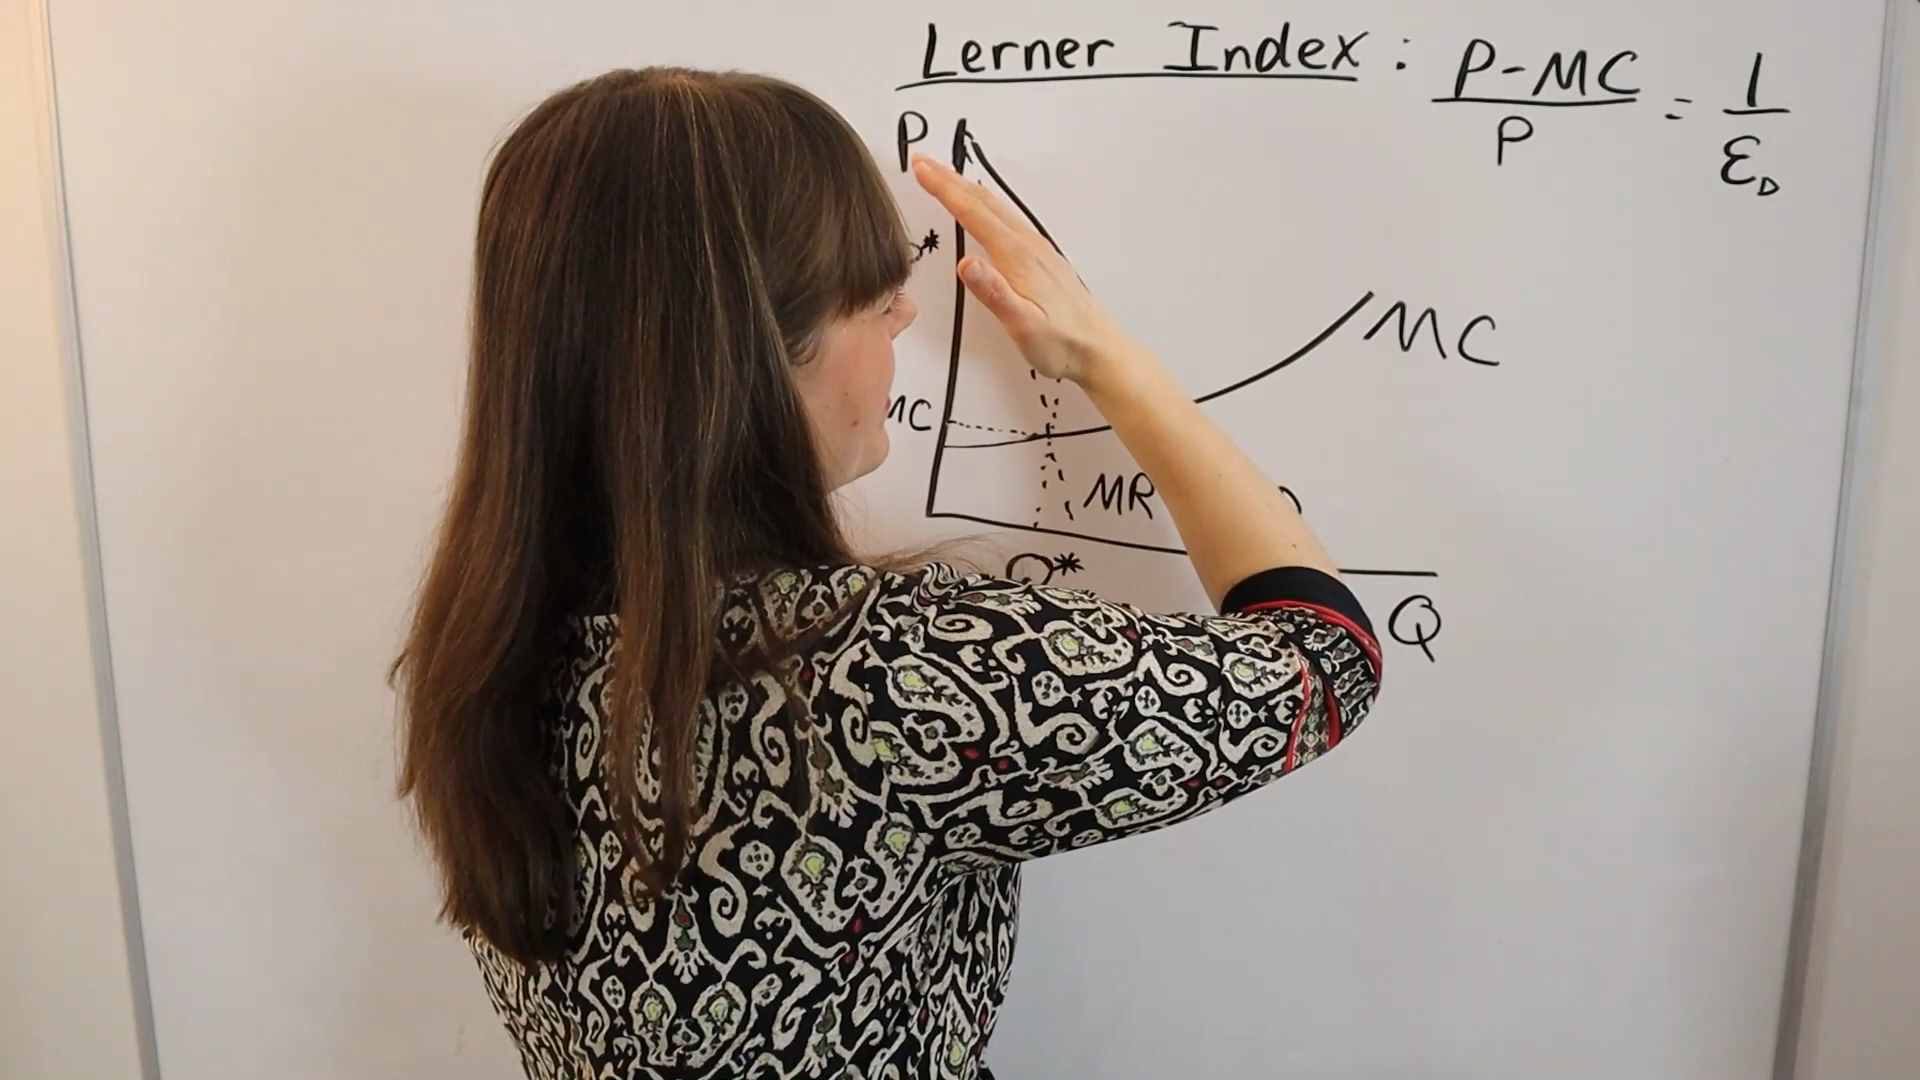 Lerner Index: P-MC / P = 1 / ε_D
P
*
MC
MC
MR
Q*
Q